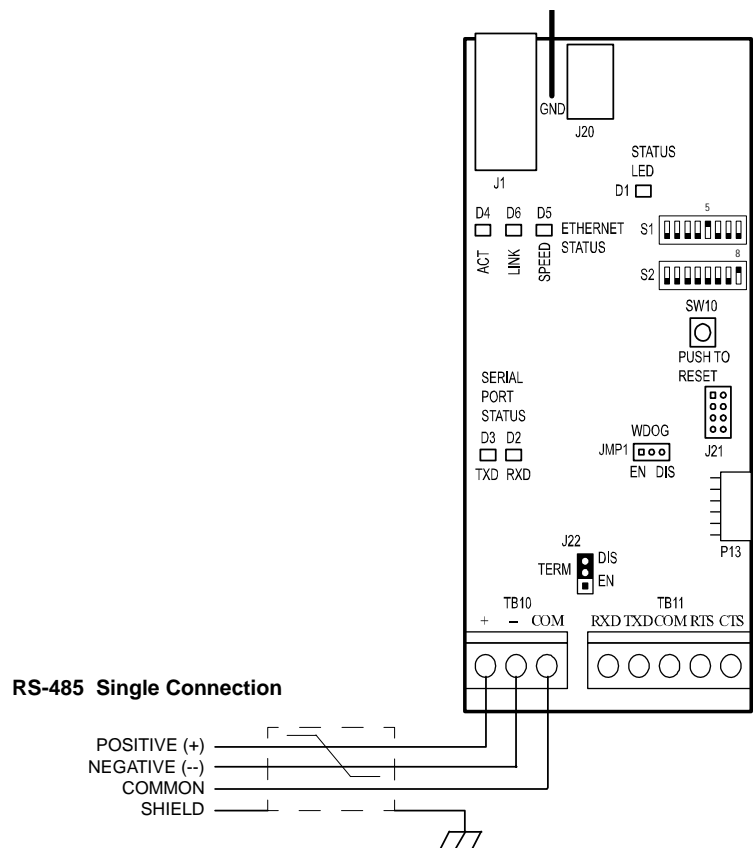 GND
J20
J1
STATUS
LED
D1
D4 D6 D5
ETHERNET
STATUS
ACT
LINK
SPEED
5
S1
8
S2
SW10
PUSH TO
RESET
SERIAL
PORT
STATUS
D3 D2
TXD RXD
WDOG
JMP1
EN DIS
J21
P13
J22
DIS
TERM
EN
TB10
+ – COM
TB11
RXD TXD COM RTS CTS
RS-485 Single Connection
POSITIVE (+)
NEGATIVE (--)
COMMON
SHIELD